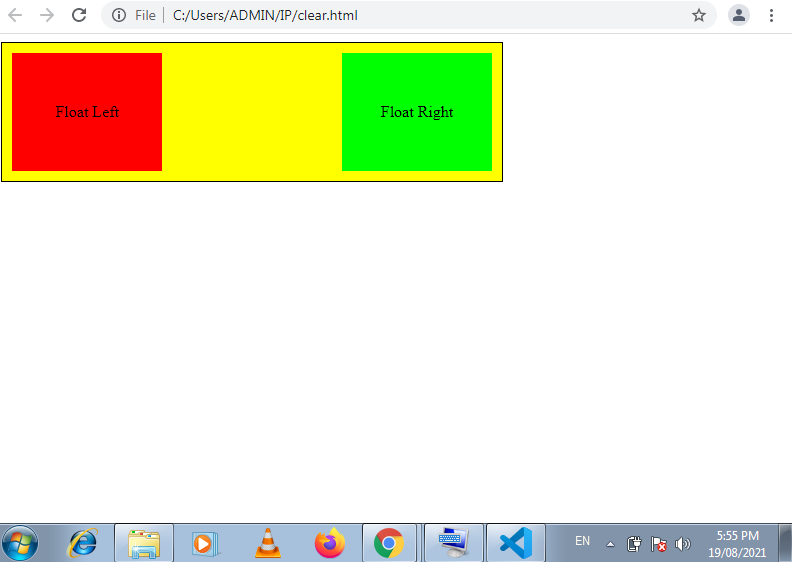 File C:/Users/ADMIN/IP/clear.html
Float Left Float Right
EN 5:55 PM
19/08/2021